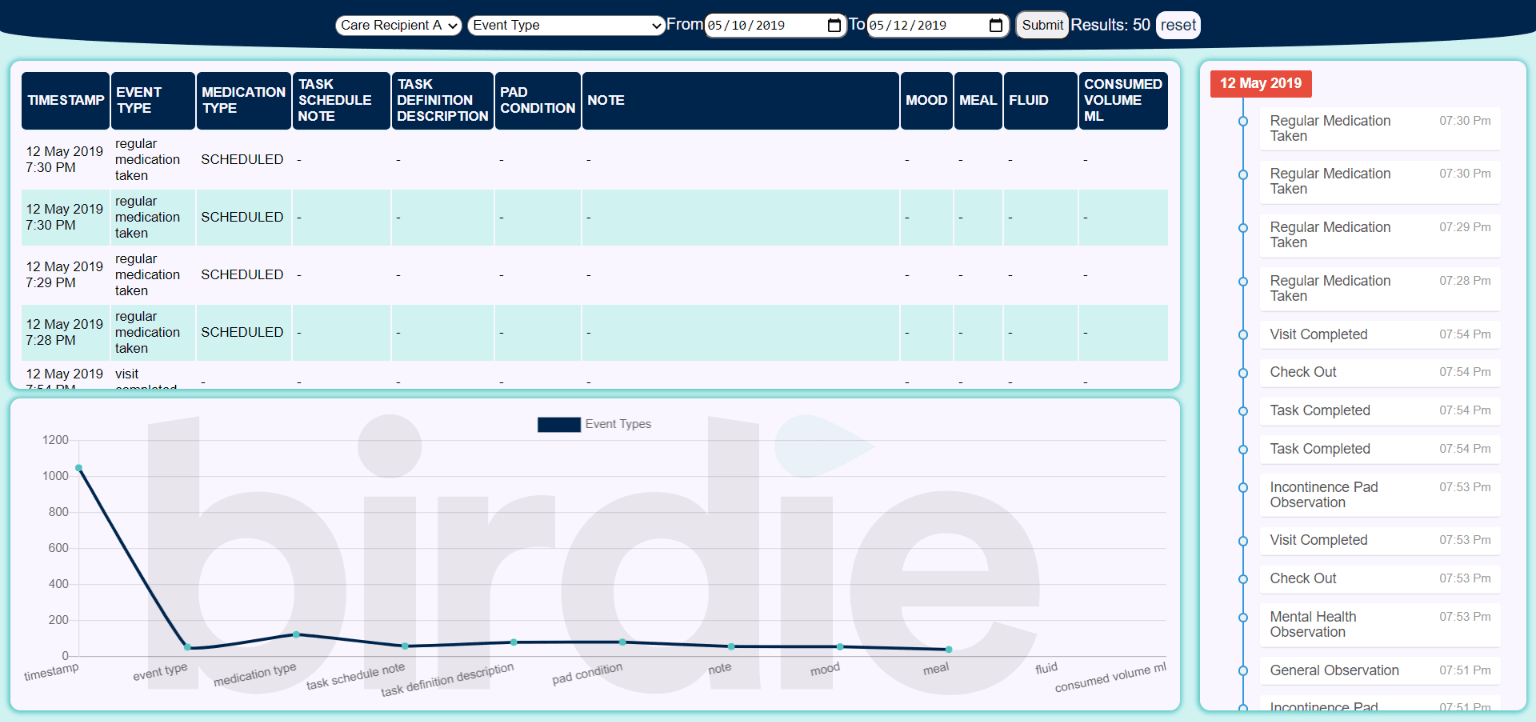 Care Recipient A Event Type From 05/10/2019 To 05/12/2019 Submit Results: 50 reset
TIMESTAMP
EVENT
TYPE
MEDICATION
TYPE
TASK
SCHEDULE
NOTE
TASK
DEFINITION
DESCRIPTION
PAD
CONDITION
NOTE
MOOD
MEAL
FLUID
CONSUMED
VOLUME
ML
12 May 2019
7:30 PM
regular
medication
taken
SCHEDULED - - - - - - - -
12 May 2019
7:30 PM
regular
medication
taken
SCHEDULED - - - - - - - -
12 May 2019
7:29 PM
regular
medication
taken
SCHEDULED - - - - - - - -
12 May 2019
7:28 PM
regular
medication
taken
SCHEDULED - - - - - - - -
12 May 2019
7:54 PM
visit
completed
- - - - - - - - -
birdie
Event Types
1200
1000
800
600
400
200
0
timestamp
event type
medication type
task schedule note
task definition description
pad condition
note
mood
meal
fluid
consumed volume ml
12 May 2019
Regular Medication
Taken
07:30 Pm
Regular Medication
Taken
07:30 Pm
Regular Medication
Taken
07:29 Pm
Regular Medication
Taken
07:28 Pm
Visit Completed 07:54 Pm
Check Out 07:54 Pm
Task Completed 07:54 Pm
Task Completed 07:54 Pm
Incontinence Pad
Observation
07:53 Pm
Visit Completed 07:53 Pm
Check Out 07:53 Pm
Mental Health
Observation
07:53 Pm
General Observation 07:51 Pm
Incontinence Pad 07:51 Pm